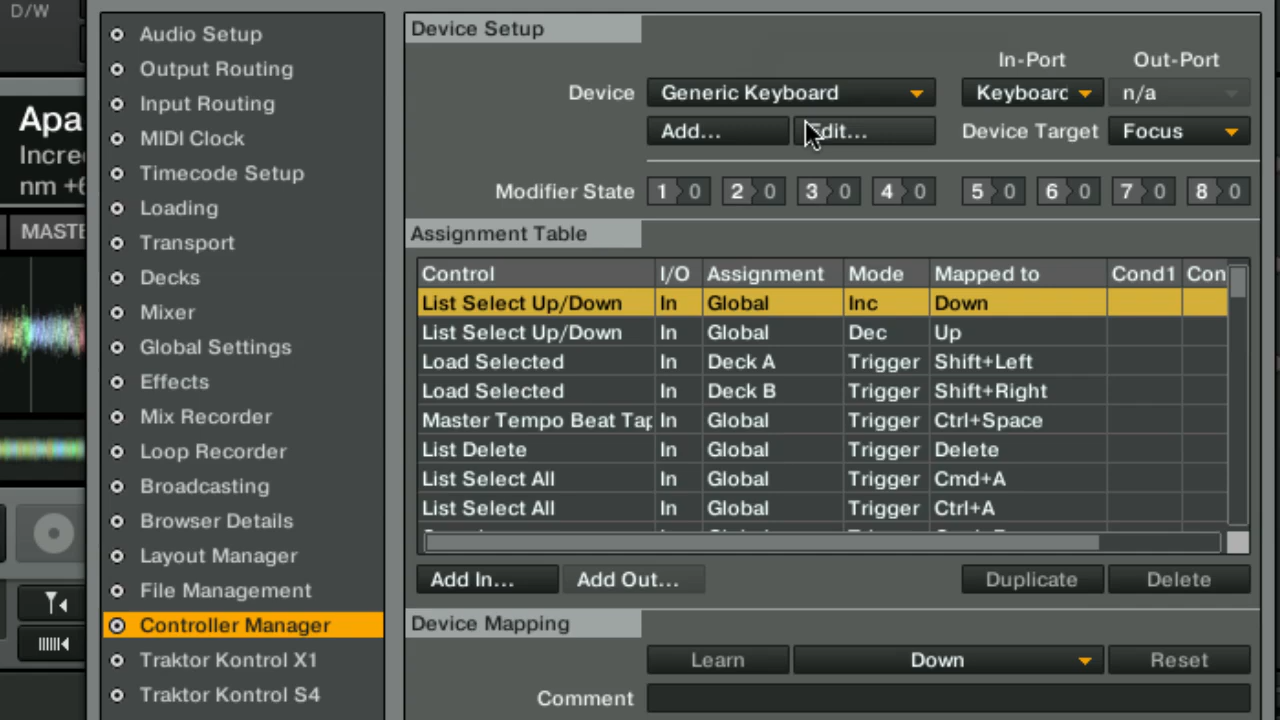 D/W
Apa
Incre
nm +6
MASTE
Audio Setup
Output Routing
Input Routing
MIDI Clock
Timecode Setup
Loading
Transport
Decks
Mixer
Global Settings
Effects
Mix Recorder
Loop Recorder
Broadcasting
Browser Details
Layout Manager
File Management
Controller Manager
Traktor Kontrol X1
Traktor Kontrol S4
Device Setup
In-Port Out-Port
Device Generic Keyboard Keyboarc n/a
Add... Edit... Device Target Focus
Modifier State 1 0 2 0 3 0 4 0 5 0 6 0 7 0 8 0
Assignment Table
Control I/O Assignment Mode Mapped to Cond1 Con
List Select Up/Down In Global Inc Down
List Select Up/Down In Global Dec Up
Load Selected In Deck A Trigger Shift+Left
Load Selected In Deck B Trigger Shift+Right
Master Tempo Beat Tap In Global Trigger Ctrl+Space
List Delete In Global Trigger Delete
List Select All In Global Trigger Cmd+A
List Select All In Global Trigger Ctrl+A
Add In... Add Out... Duplicate Delete
Device Mapping
Learn Down Reset
Comment